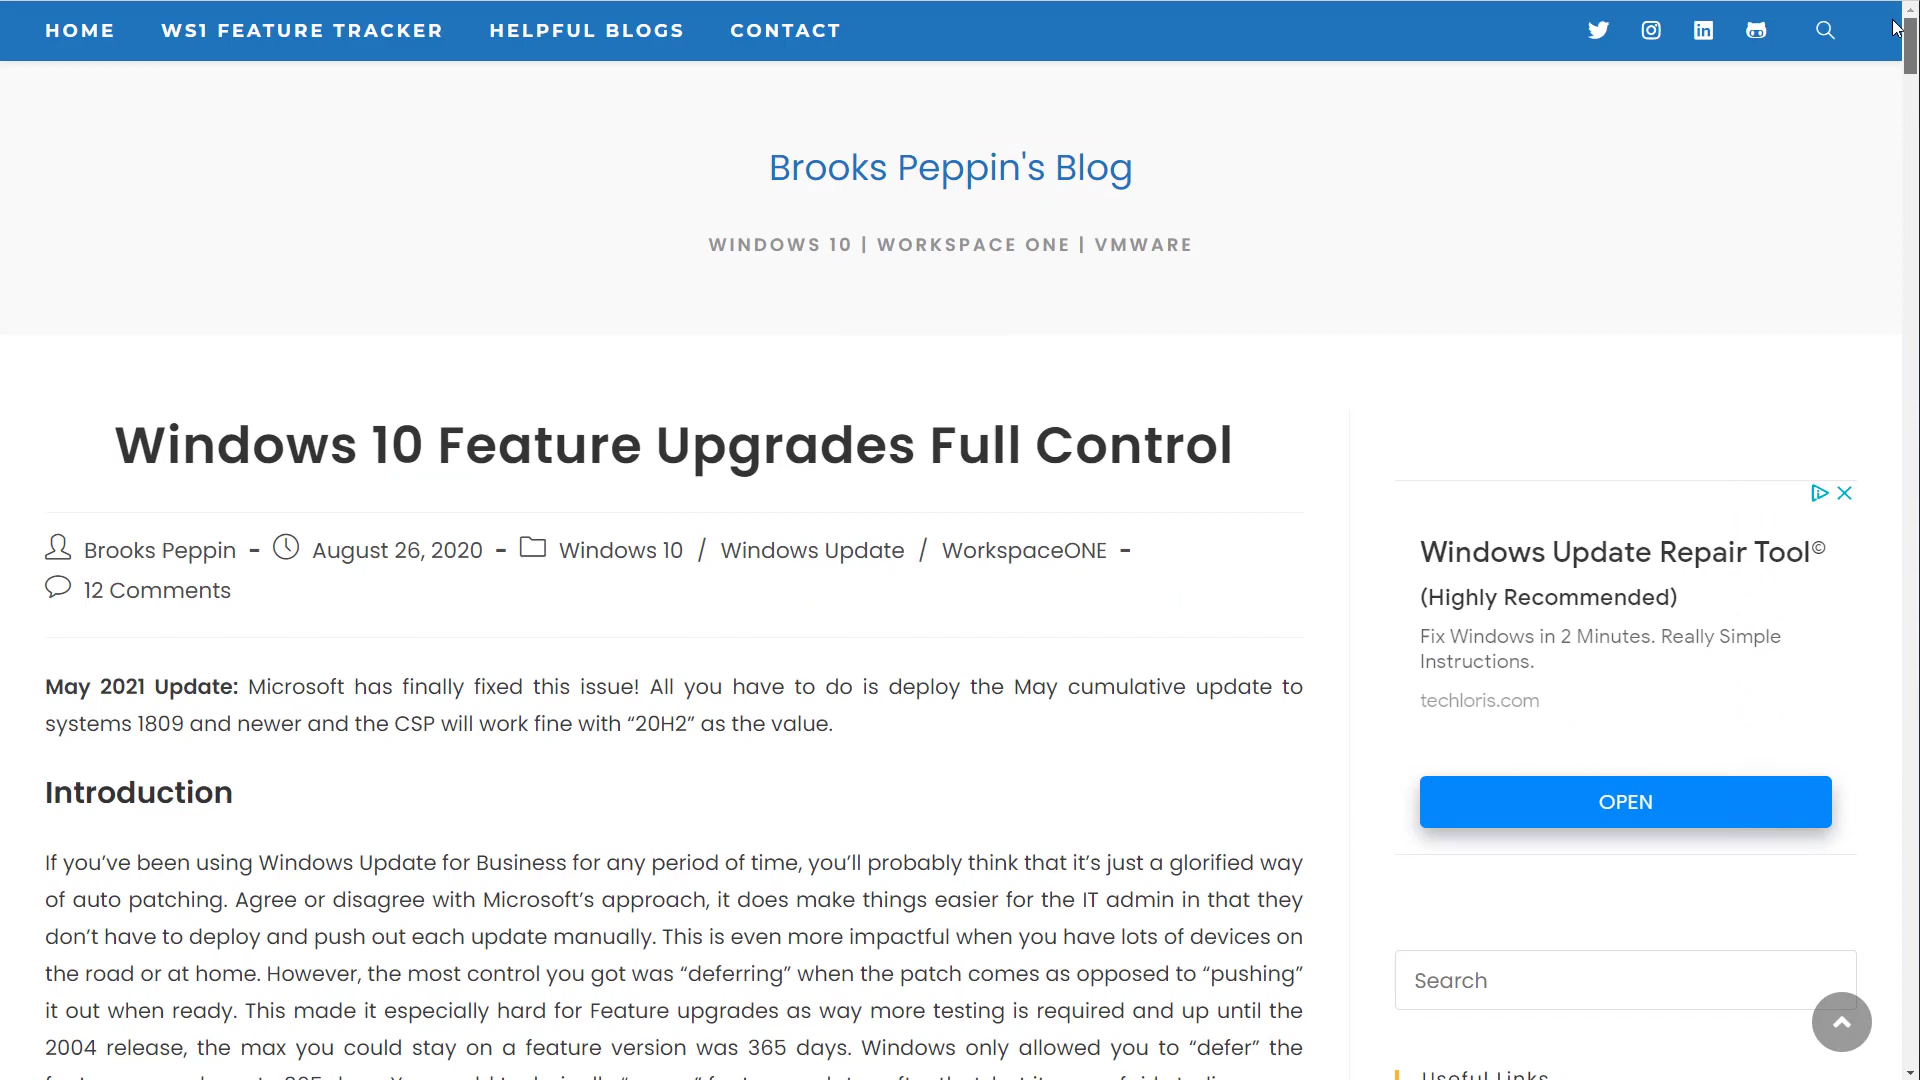 HOME WS1 FEATURE TRACKER HELPFUL BLOGS CONTACT
Brooks Peppin's Blog
WINDOWS 10 | WORKSPACE ONE | VMWARE
Windows 10 Feature Upgrades Full Control
Brooks Peppin - August 26, 2020 - Windows 10 / Windows Update / WorkspaceONE -
12 Comments
May 2021 Update: Microsoft has finally fixed this issue! All you have to do is deploy the May cumulative update to
systems 1809 and newer and the CSP will work fine with “20H2” as the value.
Introduction
If you’ve been using Windows Update for Business for any period of time, you’ll probably think that it’s just a glorified way
of auto patching. Agree or disagree with Microsoft’s approach, it does make things easier for the IT admin in that they
don’t have to deploy and push out each update manually. This is even more impactful when you have lots of devices on
the road or at home. However, the most control you got was “deferring” when the patch comes as opposed to “pushing”
it out when ready. This made it especially hard for Feature upgrades as way more testing is required and up until the
2004 release, the max you could stay on a feature version was 365 days. Windows only allowed you to “defer” the
Windows Update Repair Tool©
(Highly Recommended)
Fix Windows in 2 Minutes. Really Simple
Instructions.
techloris.com
OPEN
Search
Useful Links